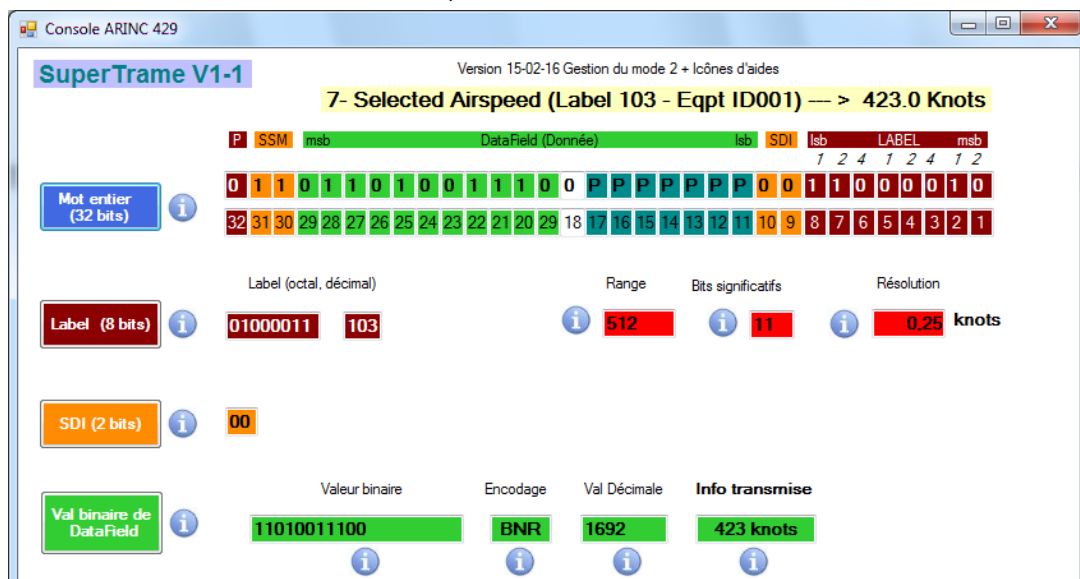 Console ARINC 429
SuperTrame V1-1
Version 15-02-16 Gestion du mode 2 + Icônes d'aides
7- Selected Airspeed (Label 103 - Eqpt ID001) --- > 423.0 Knots
P SSM msb DataField (Donnée) lsb SDI lsb LABEL msb
1 2 4 1 2 4 1 2
Mot entier
(32 bits)
0 1 1 0 1 1 0 1 0 0 1 1 1 0 0 P P P P P P P 0 0 1 1 0 0 0 0 1 0
32 31 30 29 28 27 26 25 24 23 22 21 20 29 18 17 16 15 14 13 12 11 10 9 8 7 6 5 4 3 2 1
Label (octal, décimal) Range Bits significatifs Résolution
Label (8 bits) 01000011 103 512 11 0,25 knots
SDI (2 bits) 00
Valeur binaire Encodage Val Décimale Info transmise
Val binaire de
DataField
11010011100 BNR 1692 423 knots